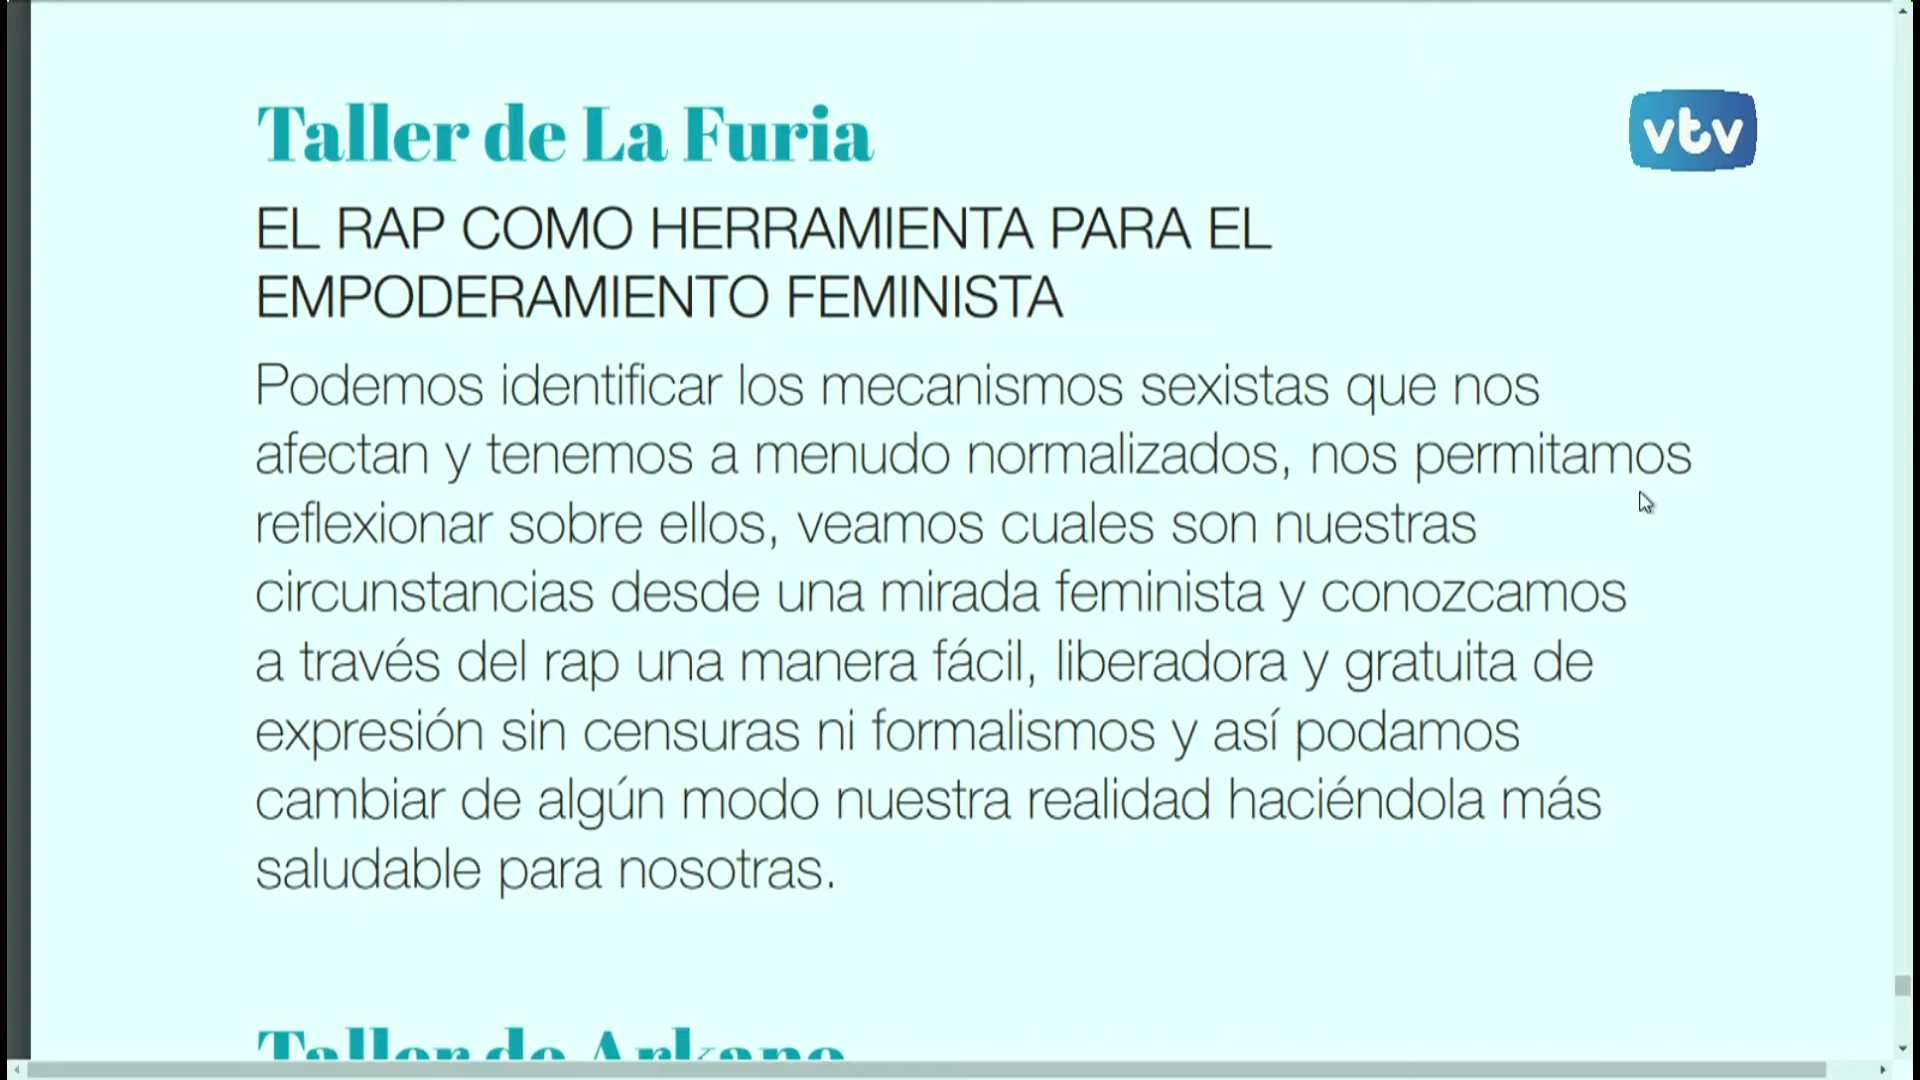 Taller de La Furia
vtv
EL RAP COMO HERRAMIENTA PARA EL
EMPODERAMIENTO FEMINISTA
Podemos identificar los mecanismos sexistas que nos
afectan y tenemos a menudo normalizados, nos permitamos
reflexionar sobre ellos, veamos cuales son nuestras
circunstancias desde una mirada feminista y conozcamos
a través del rap una manera fácil, liberadora y gratuita de
expresión sin censuras ni formalismos y así podamos
cambiar de algún modo nuestra realidad haciéndola más
saludable para nosotras.
Taller de Arkano